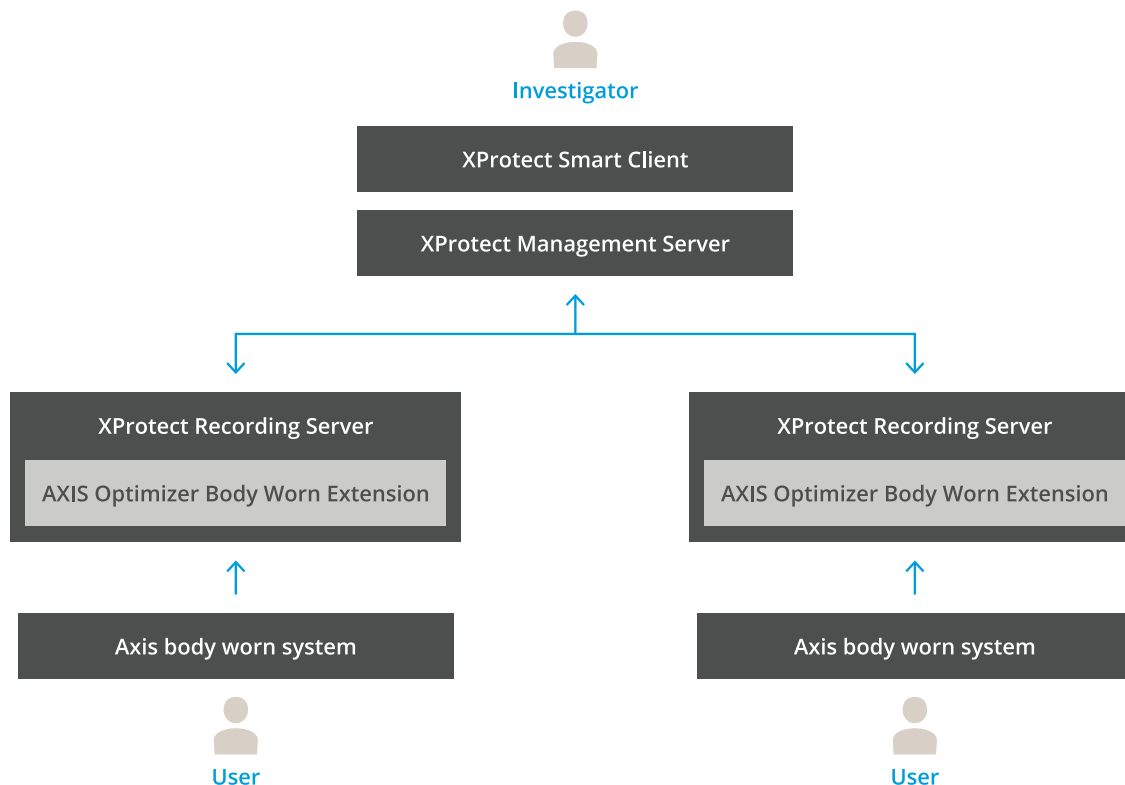 Investigator
XProtect Smart Client
XProtect Management Server
XProtect Recording Server
AXIS Optimizer Body Worn Extension
Axis body worn system
User
XProtect Recording Server
AXIS Optimizer Body Worn Extension
Axis body worn system
User